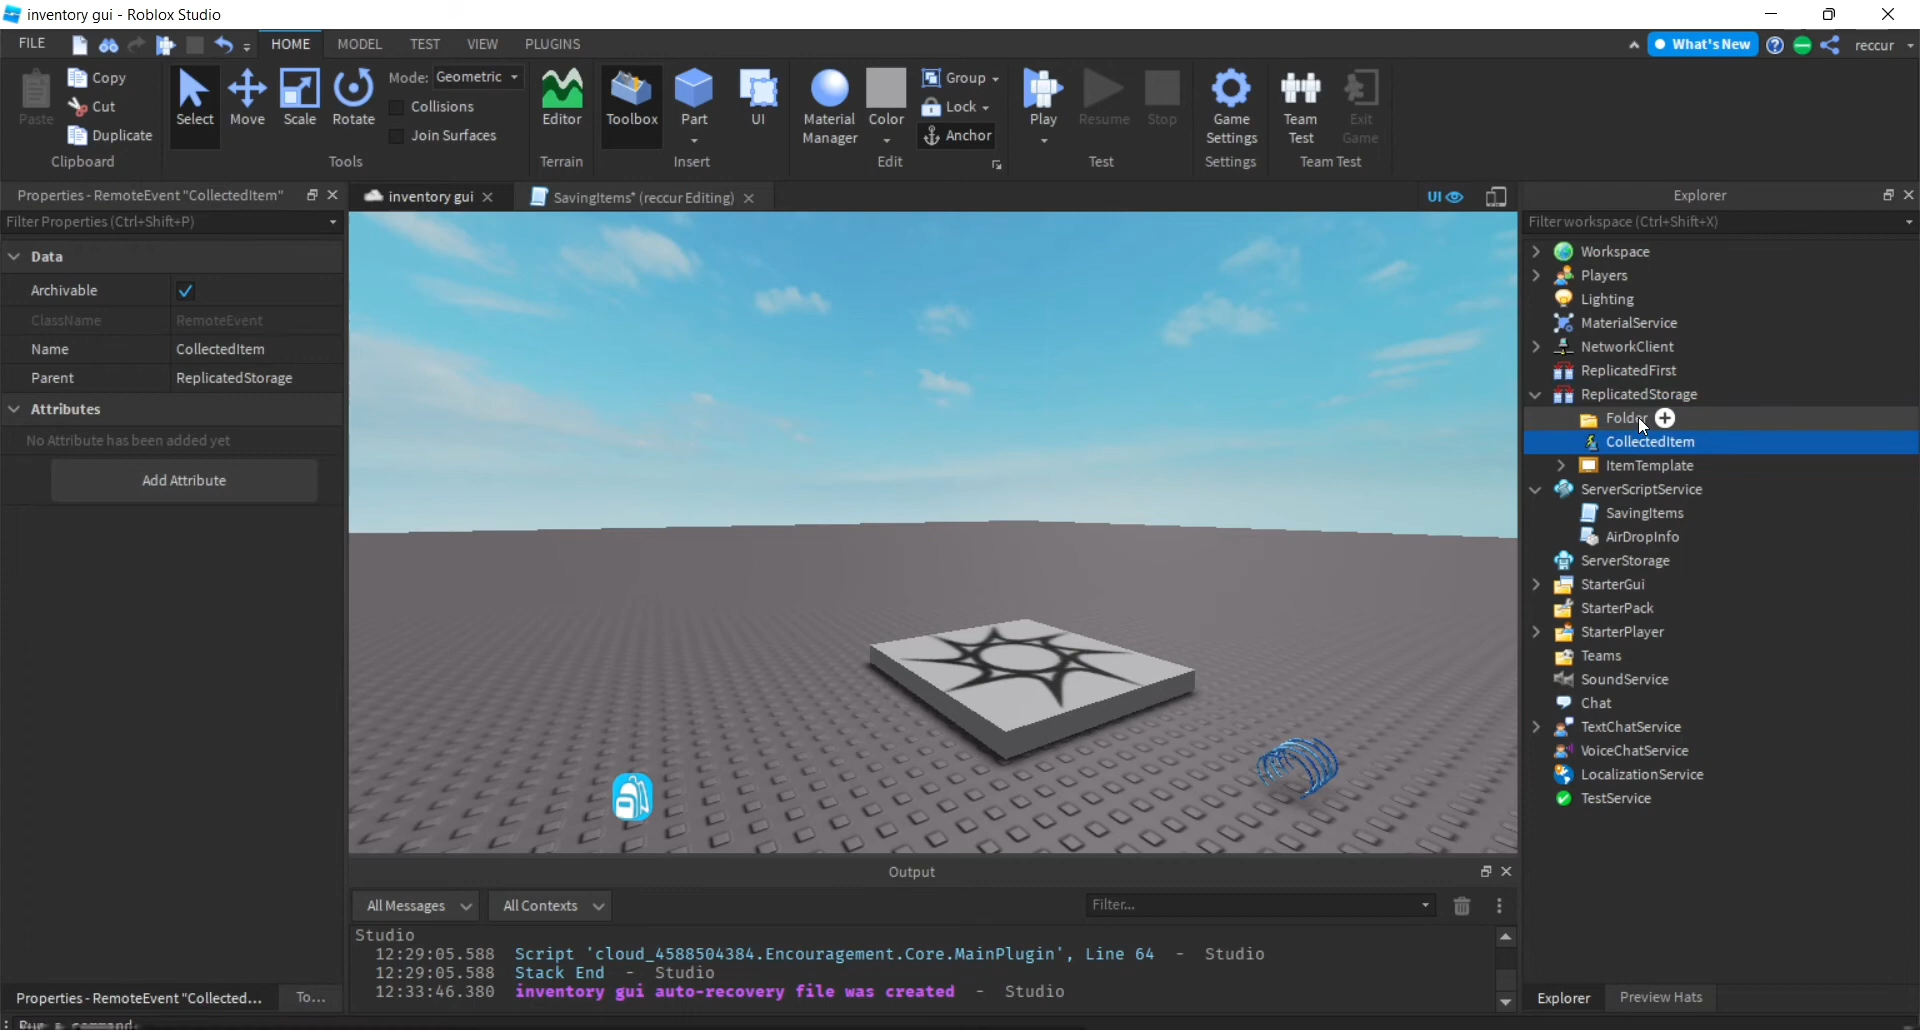 inventory gui - Roblox Studio
FILE HOME MODEL TEST VIEW PLUGINS What's New reccur
Paste Copy Cut Duplicate Clipboard
Select Move Scale Rotate Mode: Geometric Collisions Join Surfaces Tools
Editor Terrain
Toolbox Part UI Insert
Material Manager Color Group Lock Anchor Edit
Play Resume Stop Test
Game Settings Settings
Team Test Exit Game Team Test
Properties - RemoteEvent "CollectedItem"
Filter Properties (Ctrl+Shift+P)
Data
Archivable
ClassName RemoteEvent
Name CollectedItem
Parent ReplicatedStorage
Attributes
No Attribute has been added yet
Add Attribute
Properties - RemoteEvent "Collected... To...
inventory gui SavingItems* (reccur Editing) UI
Output
All Messages All Contexts Filter...
Studio
12:29:05.588 Script 'cloud_4588504384.Encouragement.Core.MainPlugin', Line 64 - Studio
12:29:05.588 Stack End - Studio
12:33:46.380 inventory gui auto-recovery file was created - Studio
Explorer
Filter workspace (Ctrl+Shift+X)
Workspace
Players
Lighting
MaterialService
NetworkClient
ReplicatedFirst
ReplicatedStorage
Folder
CollectedItem
ItemTemplate
ServerScriptService
SavingItems
AirDropInfo
ServerStorage
StarterGui
StarterPack
StarterPlayer
Teams
SoundService
Chat
TextChatService
VoiceChatService
LocalizationService
TestService
Explorer Preview Hats